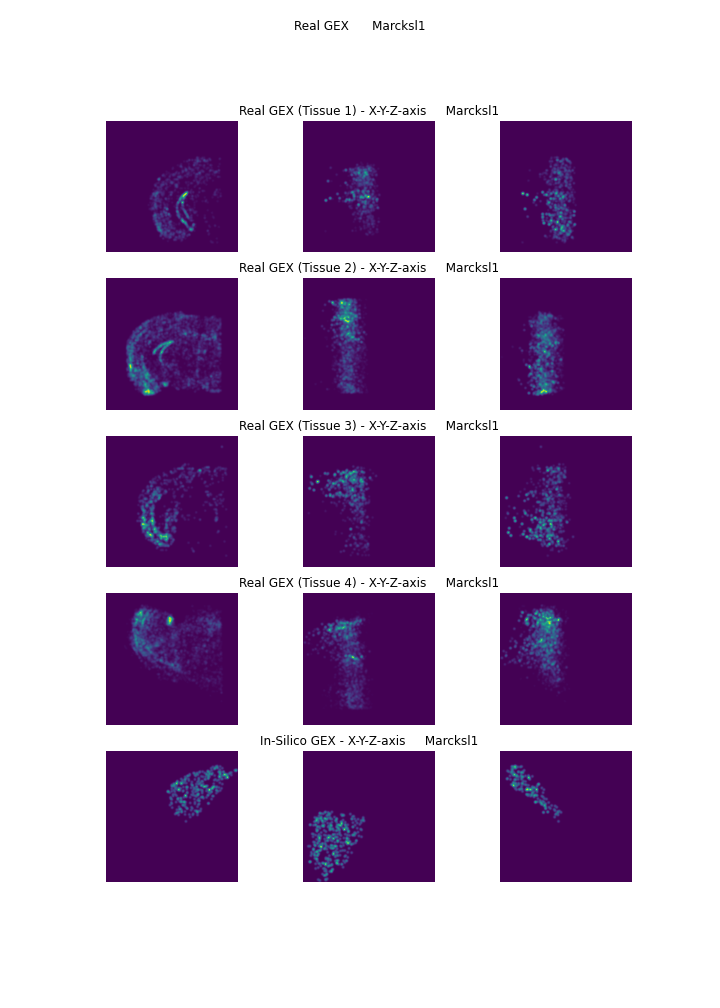 Real GEX Marcksl1
Real GEX (Tissue 1) - X-Y-Z-axis Marcksl1
Real GEX (Tissue 2) - X-Y-Z-axis Marcksl1
Real GEX (Tissue 3) - X-Y-Z-axis Marcksl1
Real GEX (Tissue 4) - X-Y-Z-axis Marcksl1
In-Silico GEX - X-Y-Z-axis Marcksl1